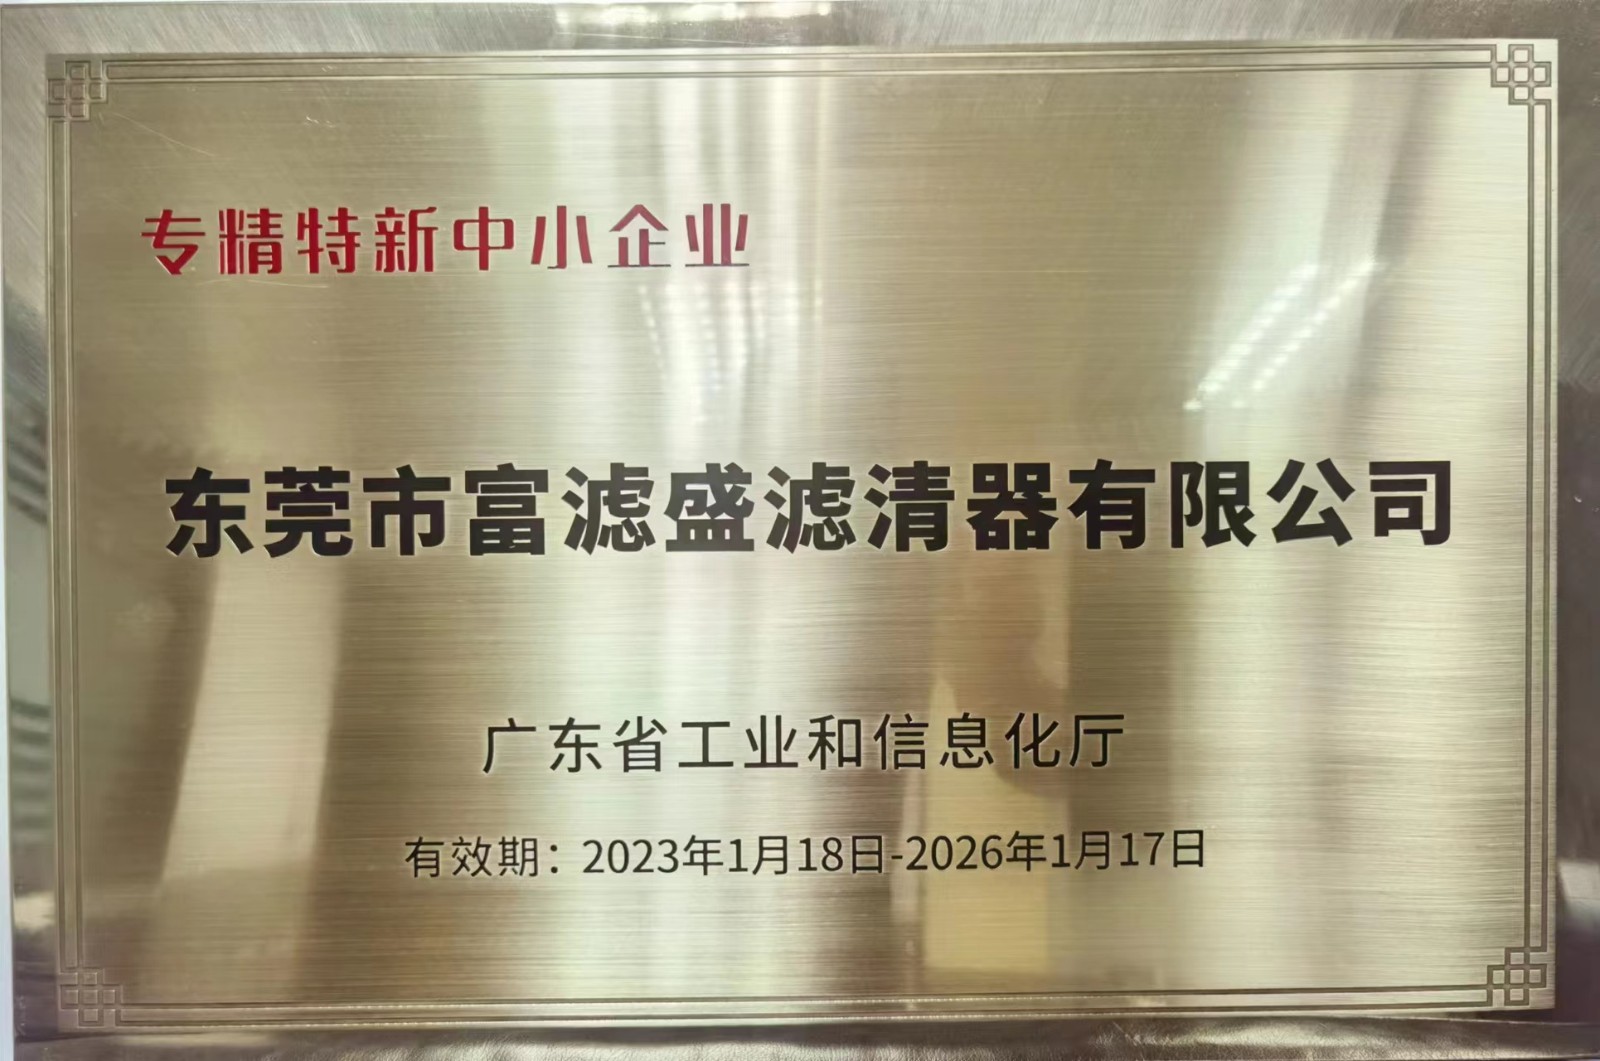 专精特新中小企业
东莞市富滤盛滤清器有限公司
广东省工业和信息化厅
有效期：2023年1月18日-2026年1月17日